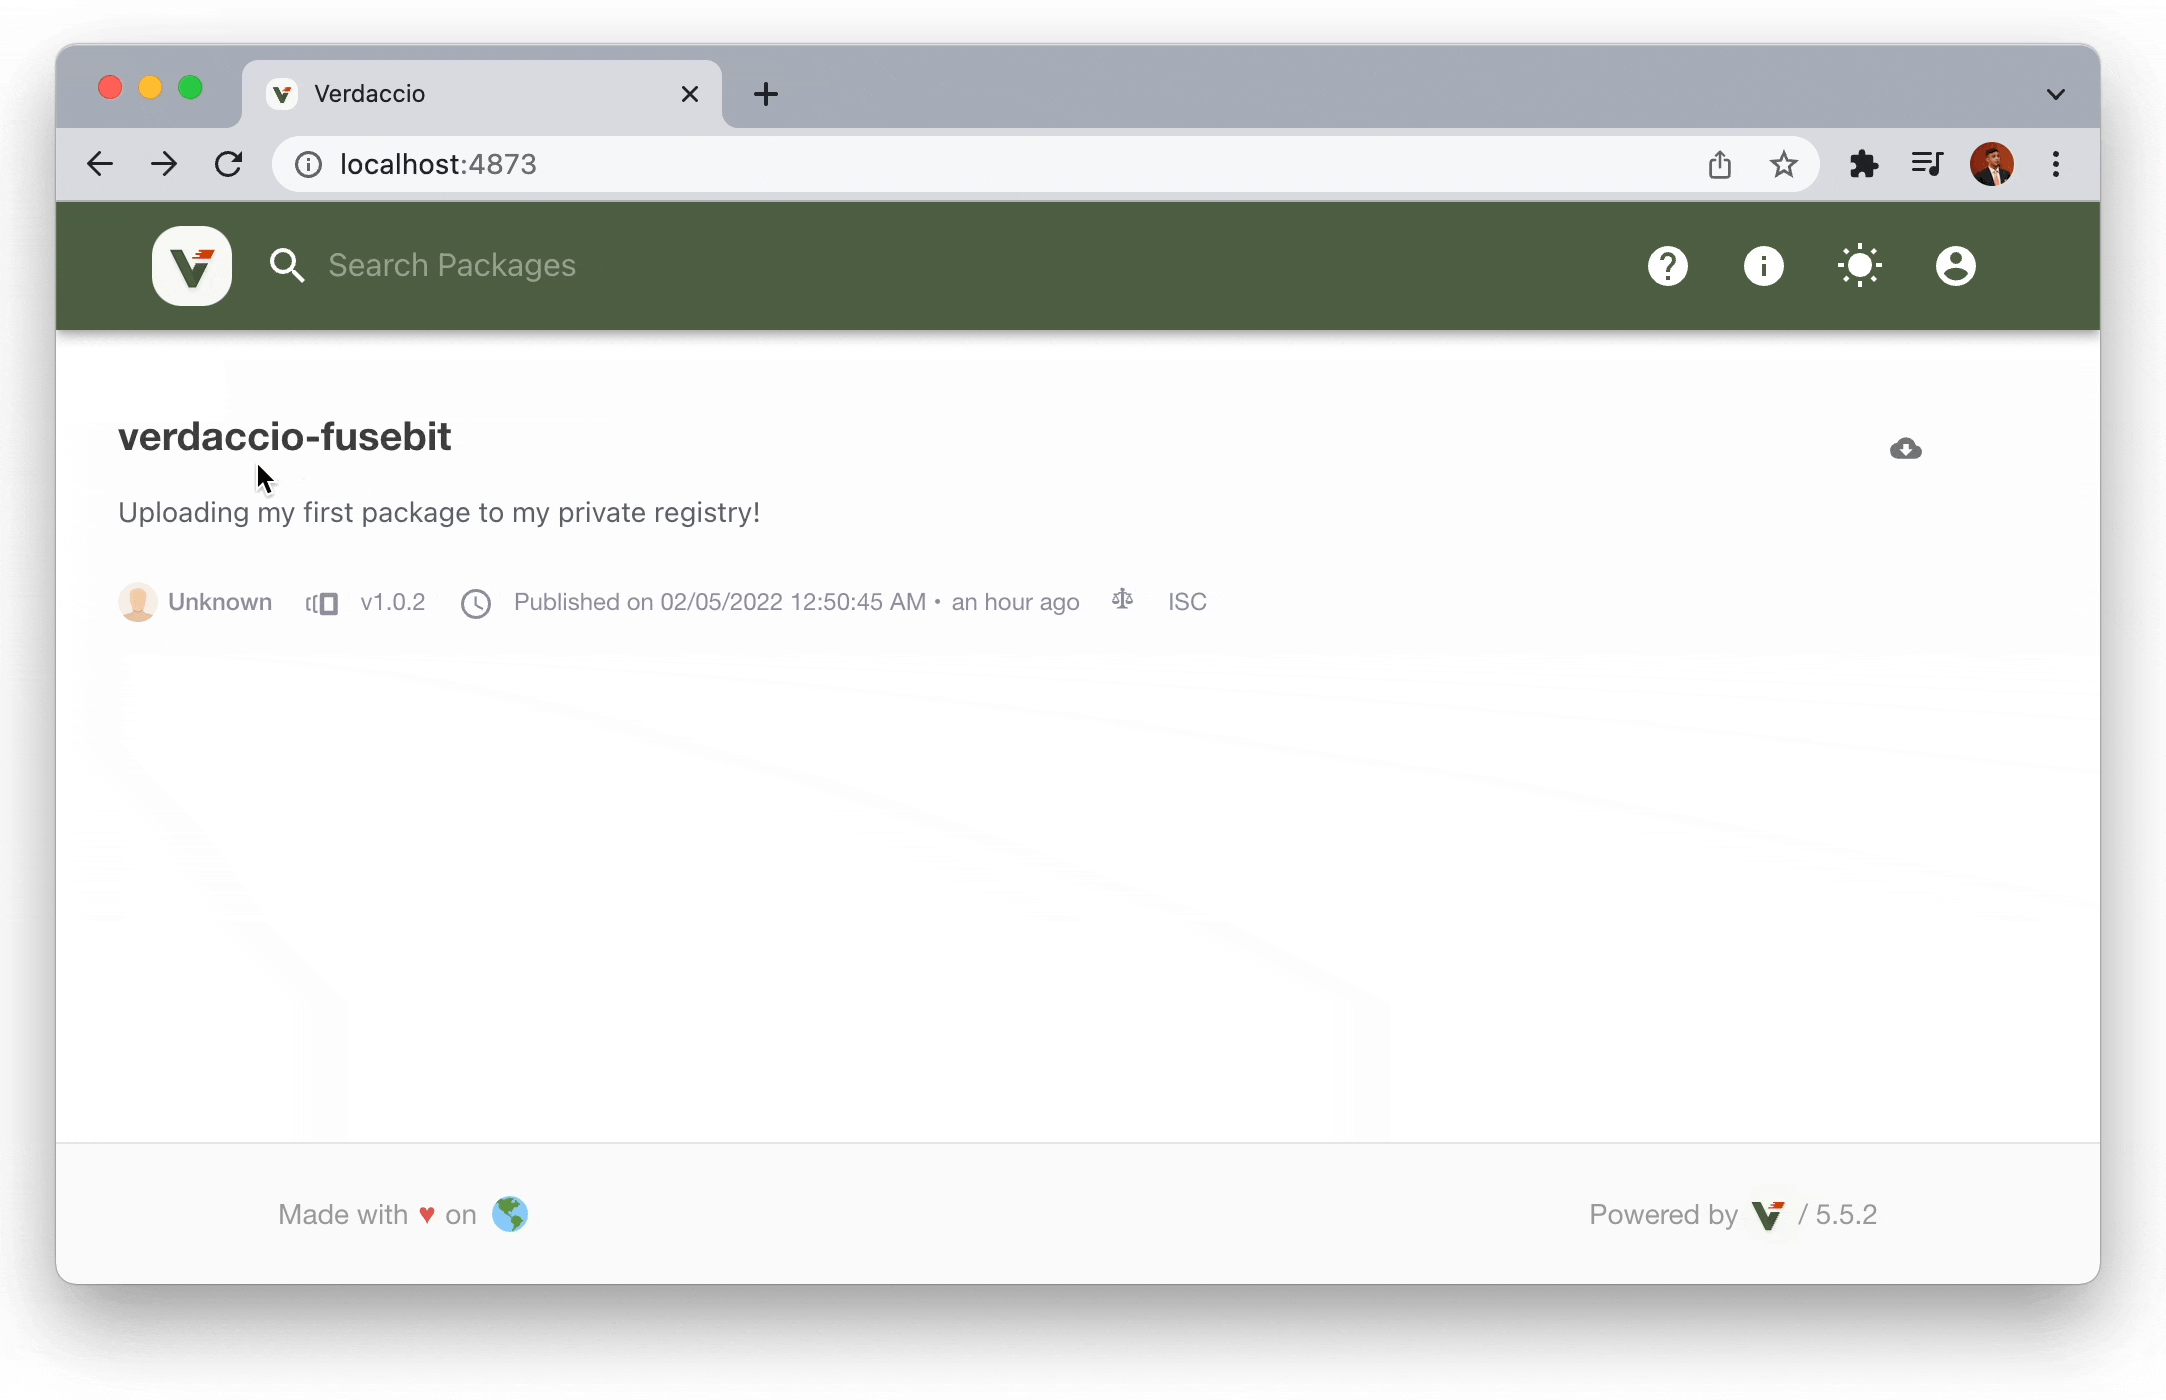 Verdaccio
localhost:4873
Search Packages
verdaccio-fusebit
Uploading my first package to my private registry!
Unknown v1.0.2 Published on 02/05/2022 12:50:45 AM • an hour ago ISC
Made with ♥ on
Powered by / 5.5.2